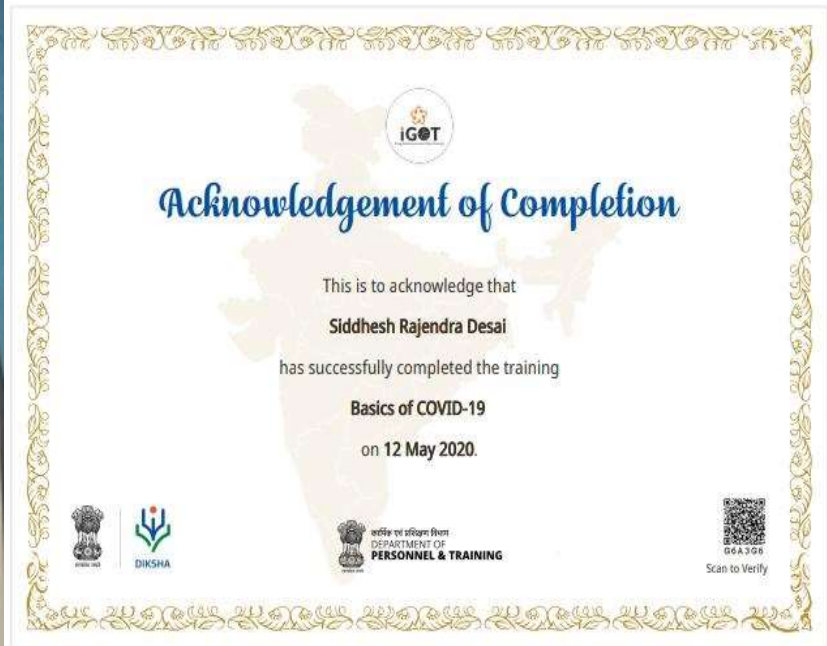 iGOT
Acknowledgement of Completion
This is to acknowledge that
Siddhesh Rajendra Desai
has successfully completed the training
Basics of COVID-19
on 12 May 2020.
DIKSHA
कार्मिक एवं प्रशिक्षण विभाग
DEPARTMENT OF
PERSONNEL & TRAINING
G6A3G6
Scan to Verify